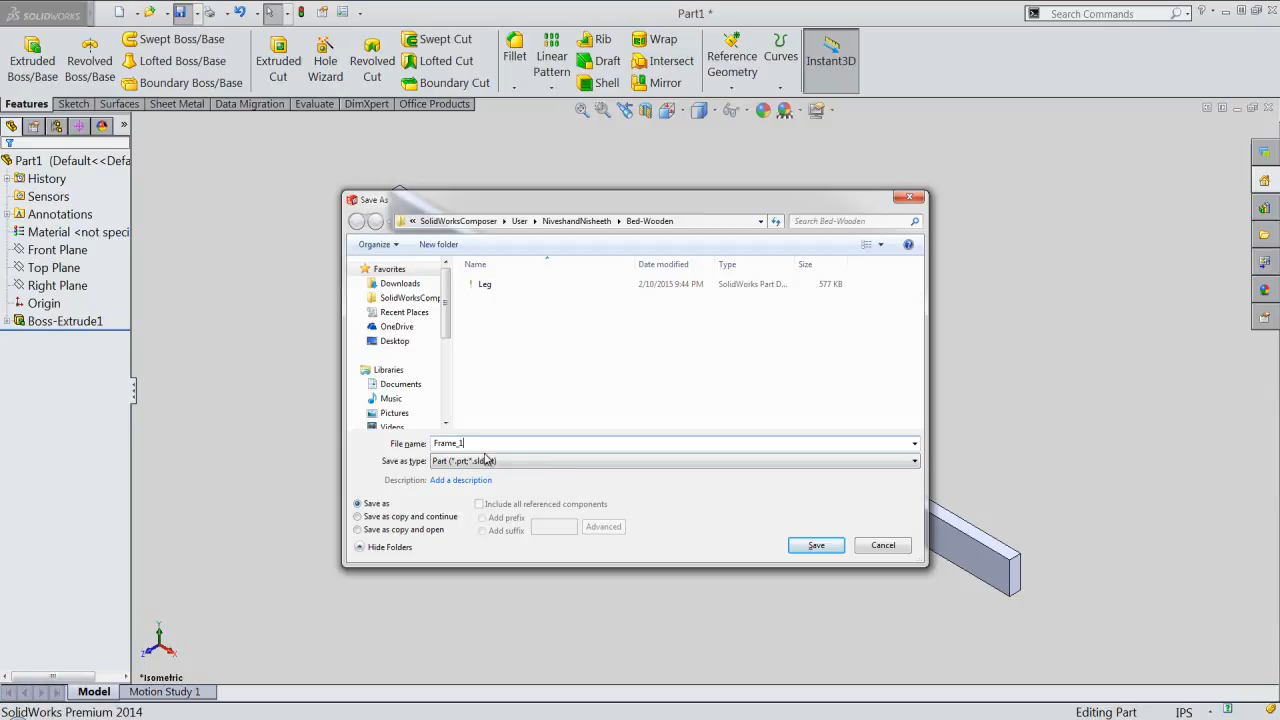 SOLIDWORKS
Part1 *
Search Commands
Extruded Boss/Base
Revolved Boss/Base
Swept Boss/Base
Lofted Boss/Base
Boundary Boss/Base
Extruded Cut
Hole Wizard
Revolved Cut
Swept Cut
Lofted Cut
Boundary Cut
Fillet
Linear Pattern
Rib
Draft
Shell
Wrap
Intersect
Mirror
Reference Geometry
Curves
Instant3D
Features
Sketch
Surfaces
Sheet Metal
Data Migration
Evaluate
DimXpert
Office Products
Part1 (Default<<Defa
History
Sensors
Annotations
Material <not speci
Front Plane
Top Plane
Right Plane
Origin
Boss-Extrude1
Save As
« SolidWorksComposer
User
NiveshandNisheeth
Bed-Wooden
Search Bed-Wooden
Organize
New folder
Name
Date modified
Type
Size
Favorites
Downloads
SolidWorksComp
Recent Places
OneDrive
Desktop
Libraries
Documents
Music
Pictures
Videos
Leg
2/10/2015 9:44 PM
SolidWorks Part D...
577 KB
File name: Frame_1
Save as type: Part (*.prt;*.sldprt)
Description: Add a description
Save as
Save as copy and continue
Save as copy and open
Include all referenced components
Add prefix
Add suffix
Advanced
Hide Folders
Save
Cancel
Y
Z
X
*Isometric
Model
Motion Study 1
SolidWorks Premium 2014
Editing Part
IPS